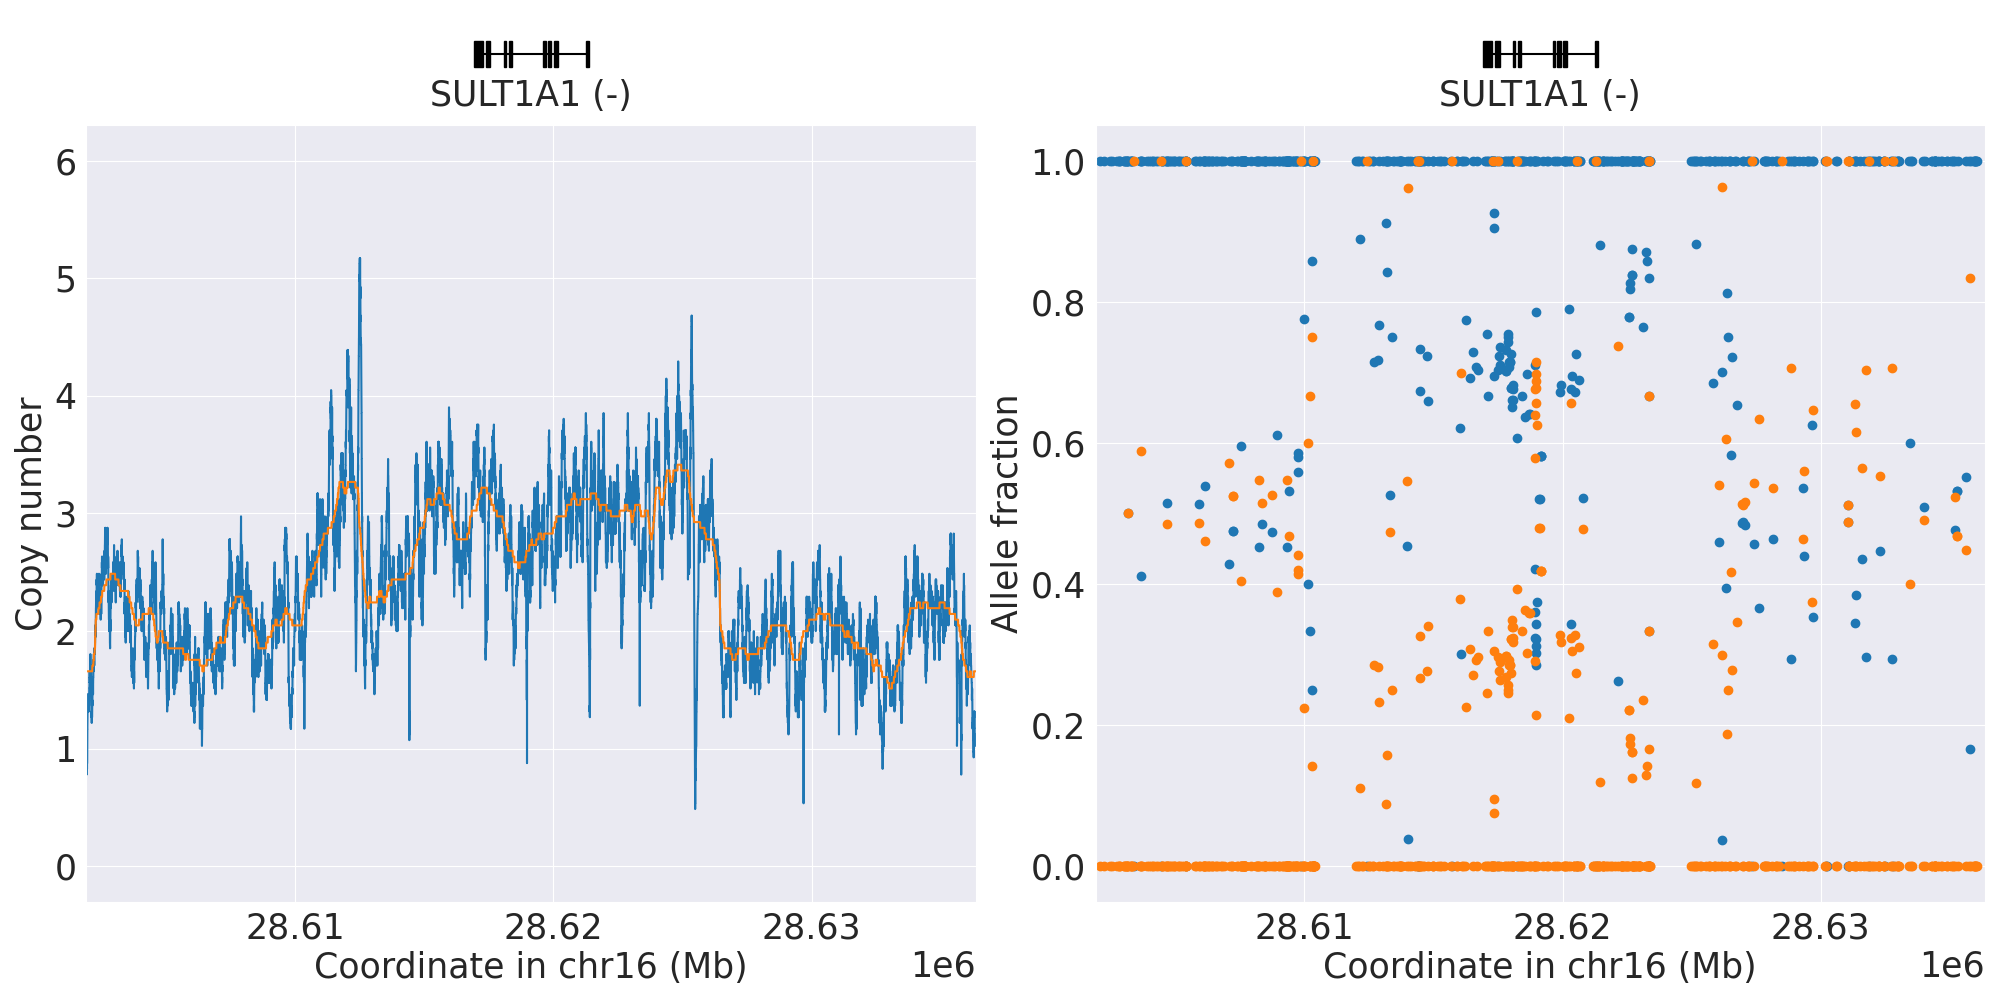 SULT1A1 (-)
6
5
4
3
2
1
0
Copy number
28.61
28.62
28.63
Coordinate in chr16 (Mb)
1e6
SULT1A1 (-)
1.0
0.8
0.6
0.4
0.2
0.0
Allele fraction
28.61
28.62
28.63
Coordinate in chr16 (Mb)
1e6